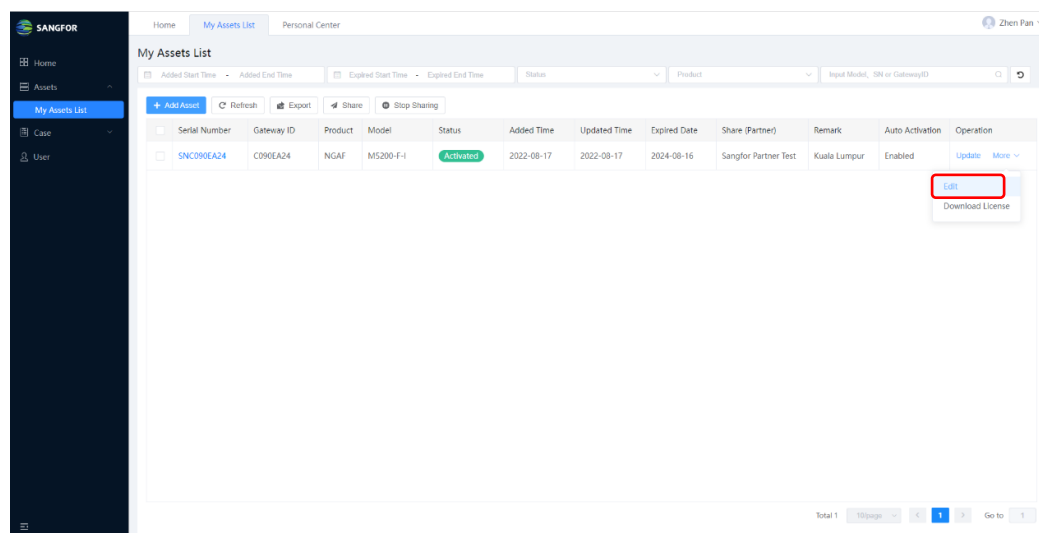 SANGFOR
Home
Assets
My Assets List
Case
User
Home My Assets List Personal Center Zhen Pan
My Assets List
Added Start Time - Added End Time Expired Start Time - Expired End Time Status Product Input Model, SN or GatewayID
+ Add Asset Refresh Export Share Stop Sharing
Serial Number Gateway ID Product Model Status Added Time Updated Time Expired Date Share (Partner) Remark Auto Activation Operation
SNC090EA24 C090EA24 NGAF M5200-F-I Activated 2022-08-17 2022-08-17 2024-08-16 Sangfor Partner Test Kuala Lumpur Enabled Update More
Edit
Download License
Total 1 10/page < 1 > Go to 1